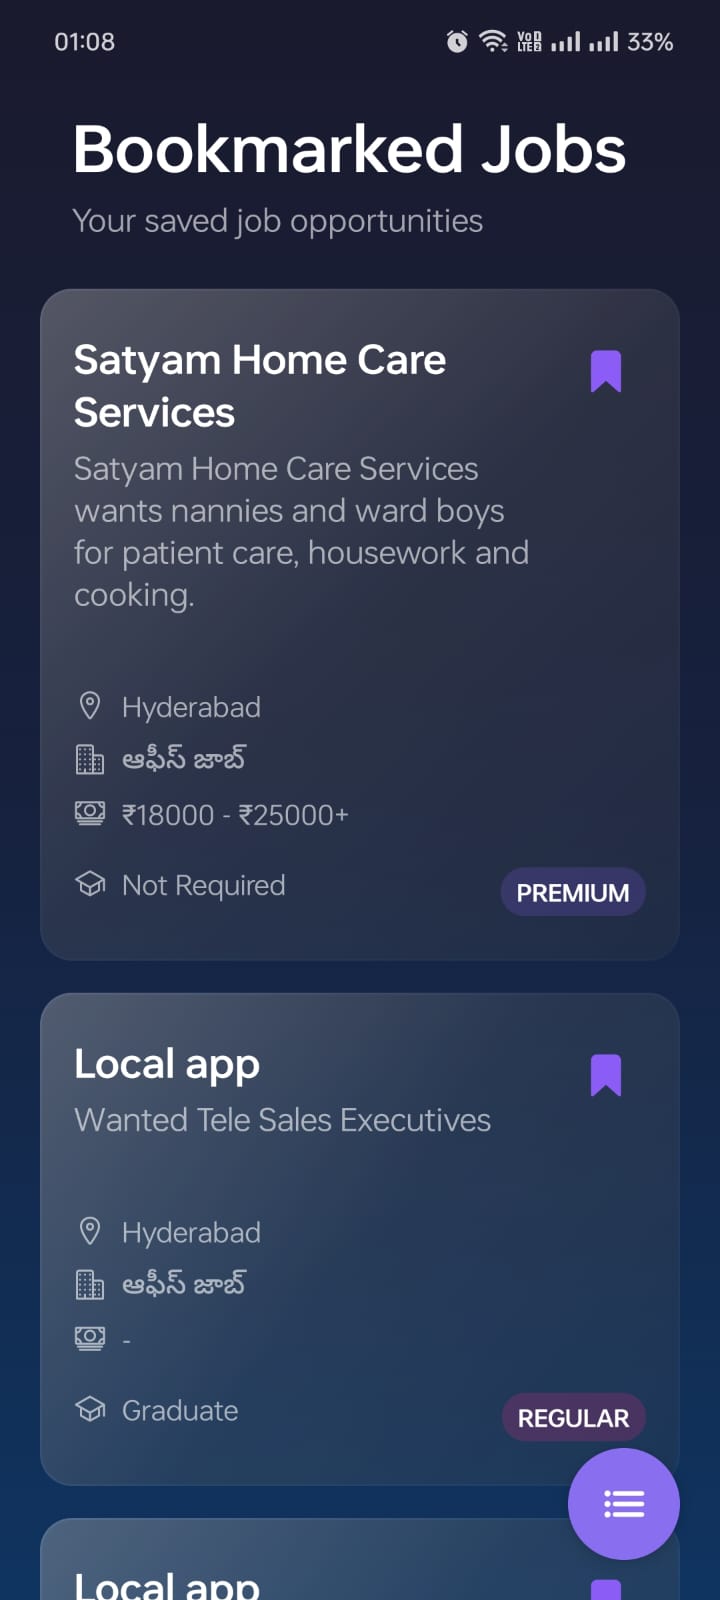 01:08
VoD LTE2 33%
Bookmarked Jobs
Your saved job opportunities
Satyam Home Care
Services
Satyam Home Care Services
wants nannies and ward boys
for patient care, housework and
cooking.
Hyderabad
ఆఫీస్ జాబ్
₹18000 - ₹25000+
Not Required
PREMIUM
Local app
Wanted Tele Sales Executives
Hyderabad
ఆఫీస్ జాబ్
-
Graduate
REGULAR
Local app